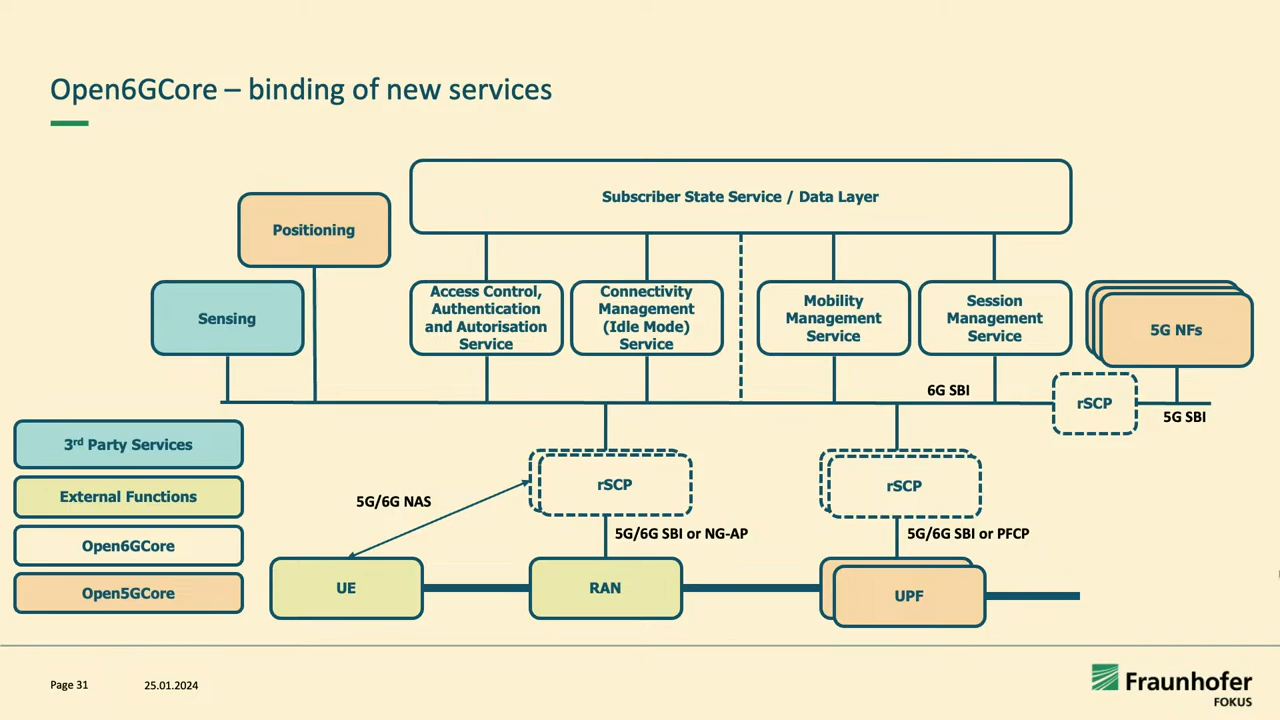 Open6GCore – binding of new services
Subscriber State Service / Data Layer
Positioning
Sensing
Access Control,
Authentication
and Autorisation
Service
Connectivity
Management
(Idle Mode)
Service
Mobility
Management
Service
Session
Management
Service
5G NFs
6G SBI
rSCP
5G SBI
3rd Party Services
External Functions
Open6GCore
Open5GCore
5G/6G NAS
rSCP
rSCP
5G/6G SBI or NG-AP
5G/6G SBI or PFCP
UE
RAN
UPF
Page 31
25.01.2024
Fraunhofer
FOKUS